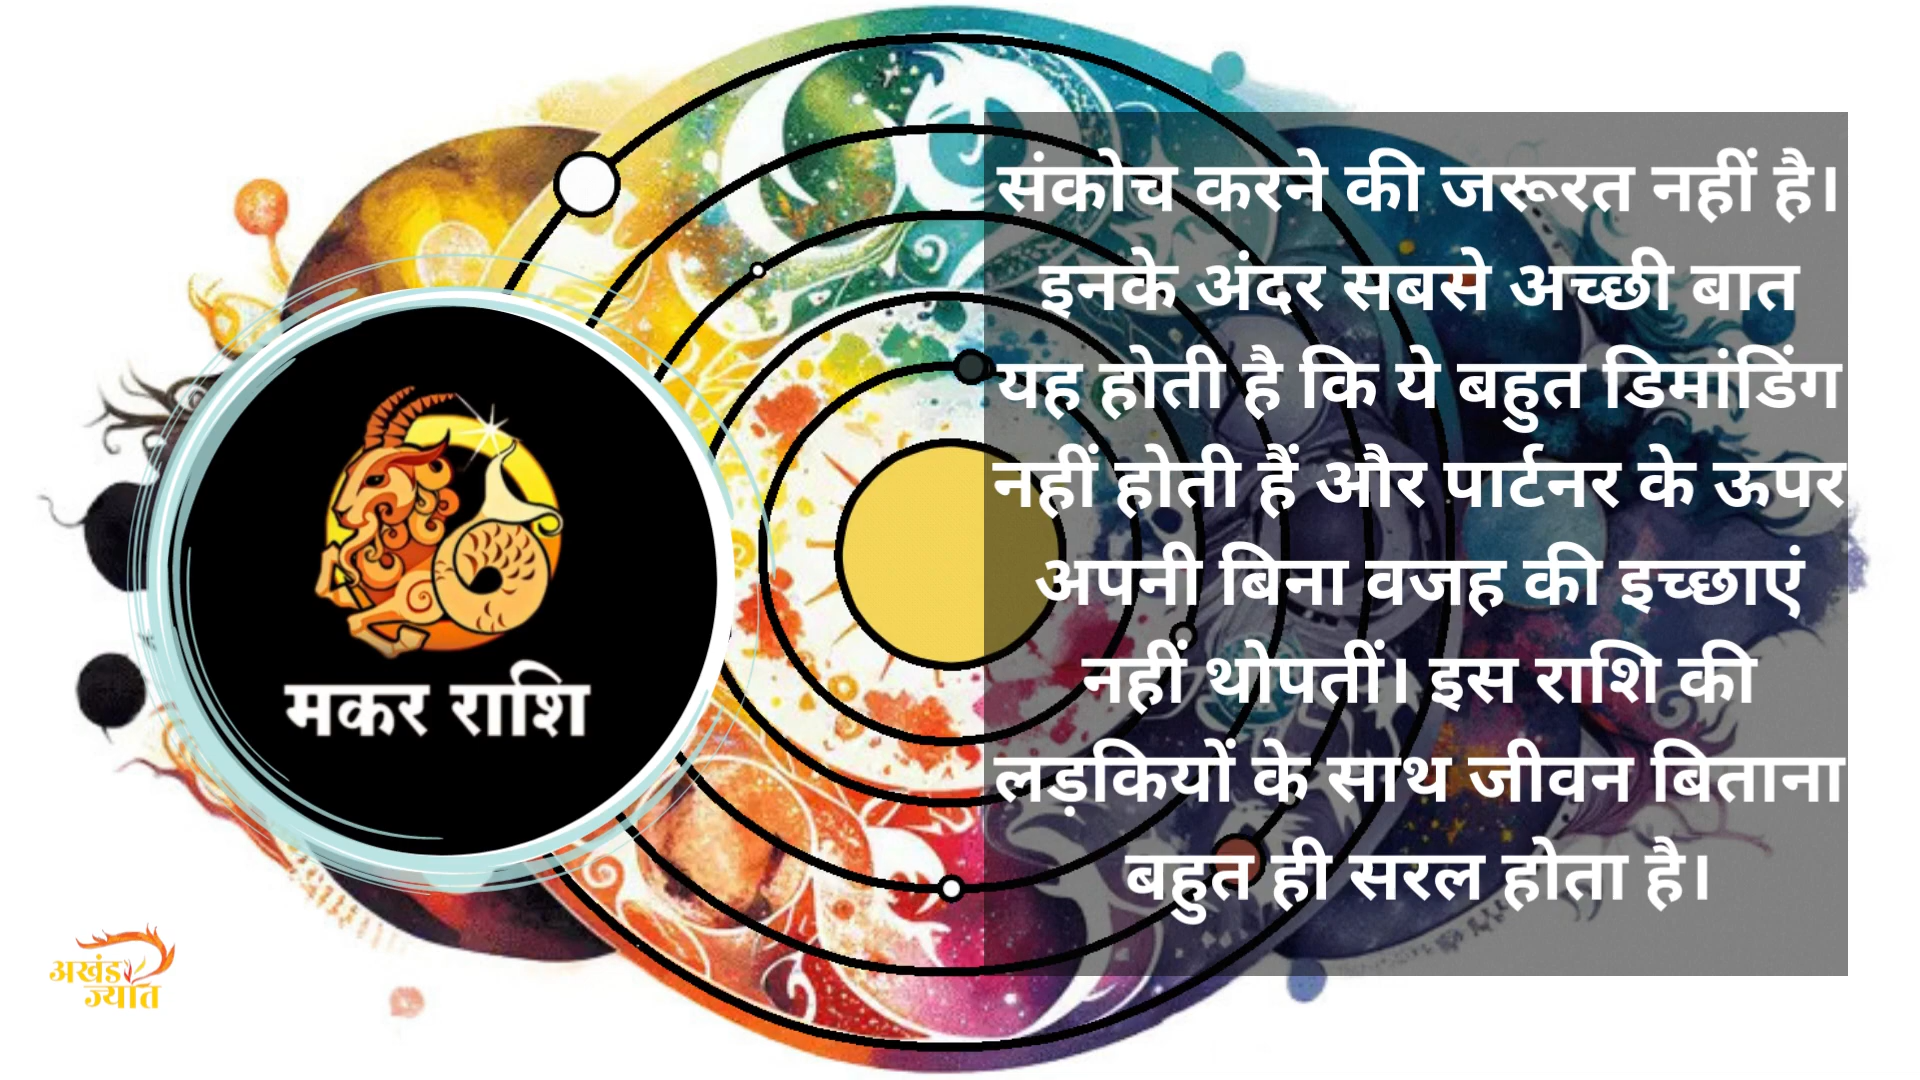 संकोच करने की जरूरत नहीं है।
इनके अंदर सबसे अच्छी बात
यह होती है कि ये बहुत डिमांडिंग
नहीं होती हैं और पार्टनर के ऊपर
अपनी बिना वजह की इच्छाएं
नहीं थोपतीं। इस राशि की
लड़कियों के साथ जीवन बिताना
बहुत ही सरल होता है।
मकर राशि
अखंड
ज्योति